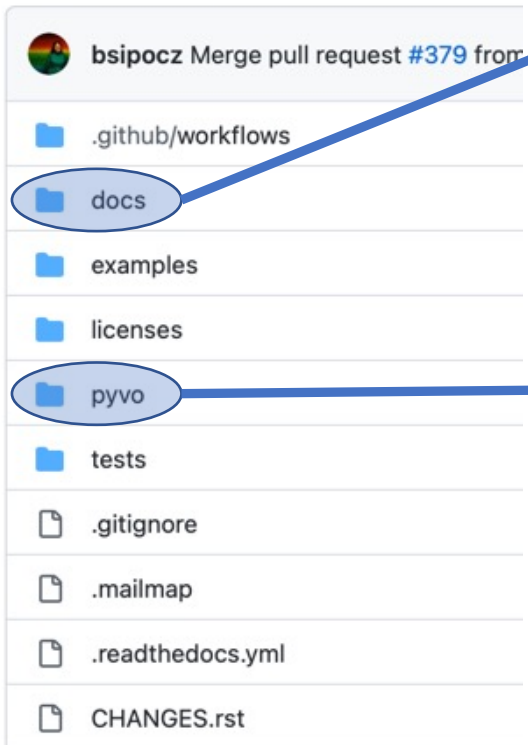 bsipocz Merge pull request #379 from
.github/workflows
docs
examples
licenses
pyvo
tests
.gitignore
.mailmap
.readthedocs.yml
CHANGES.rst